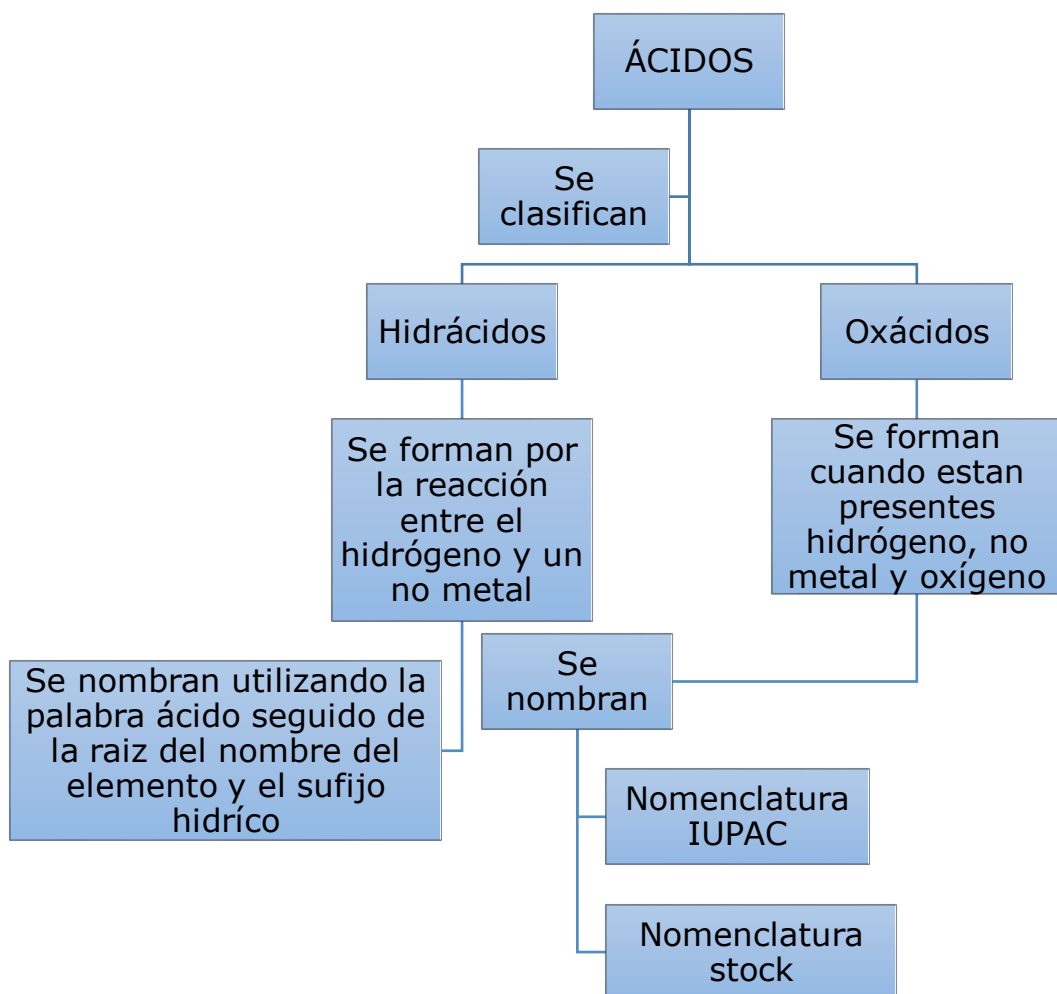 ÁCIDOS
Se
clasifican
Hidrácidos
Oxácidos
Se forman por
la reacción
entre el
hidrógeno y un
no metal
Se forman
cuando estan
presentes
hidrógeno, no
metal y oxígeno
Se nombran utilizando la
palabra ácido seguido de
la raiz del nombre del
elemento y el sufijo
hidríco
Se
nombran
Nomenclatura
IUPAC
Nomenclatura
stock